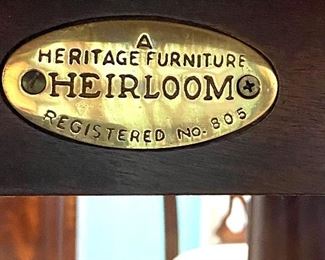 A
HERITAGE FURNITURE
HEIRLOOM
REGISTERED NO. 805